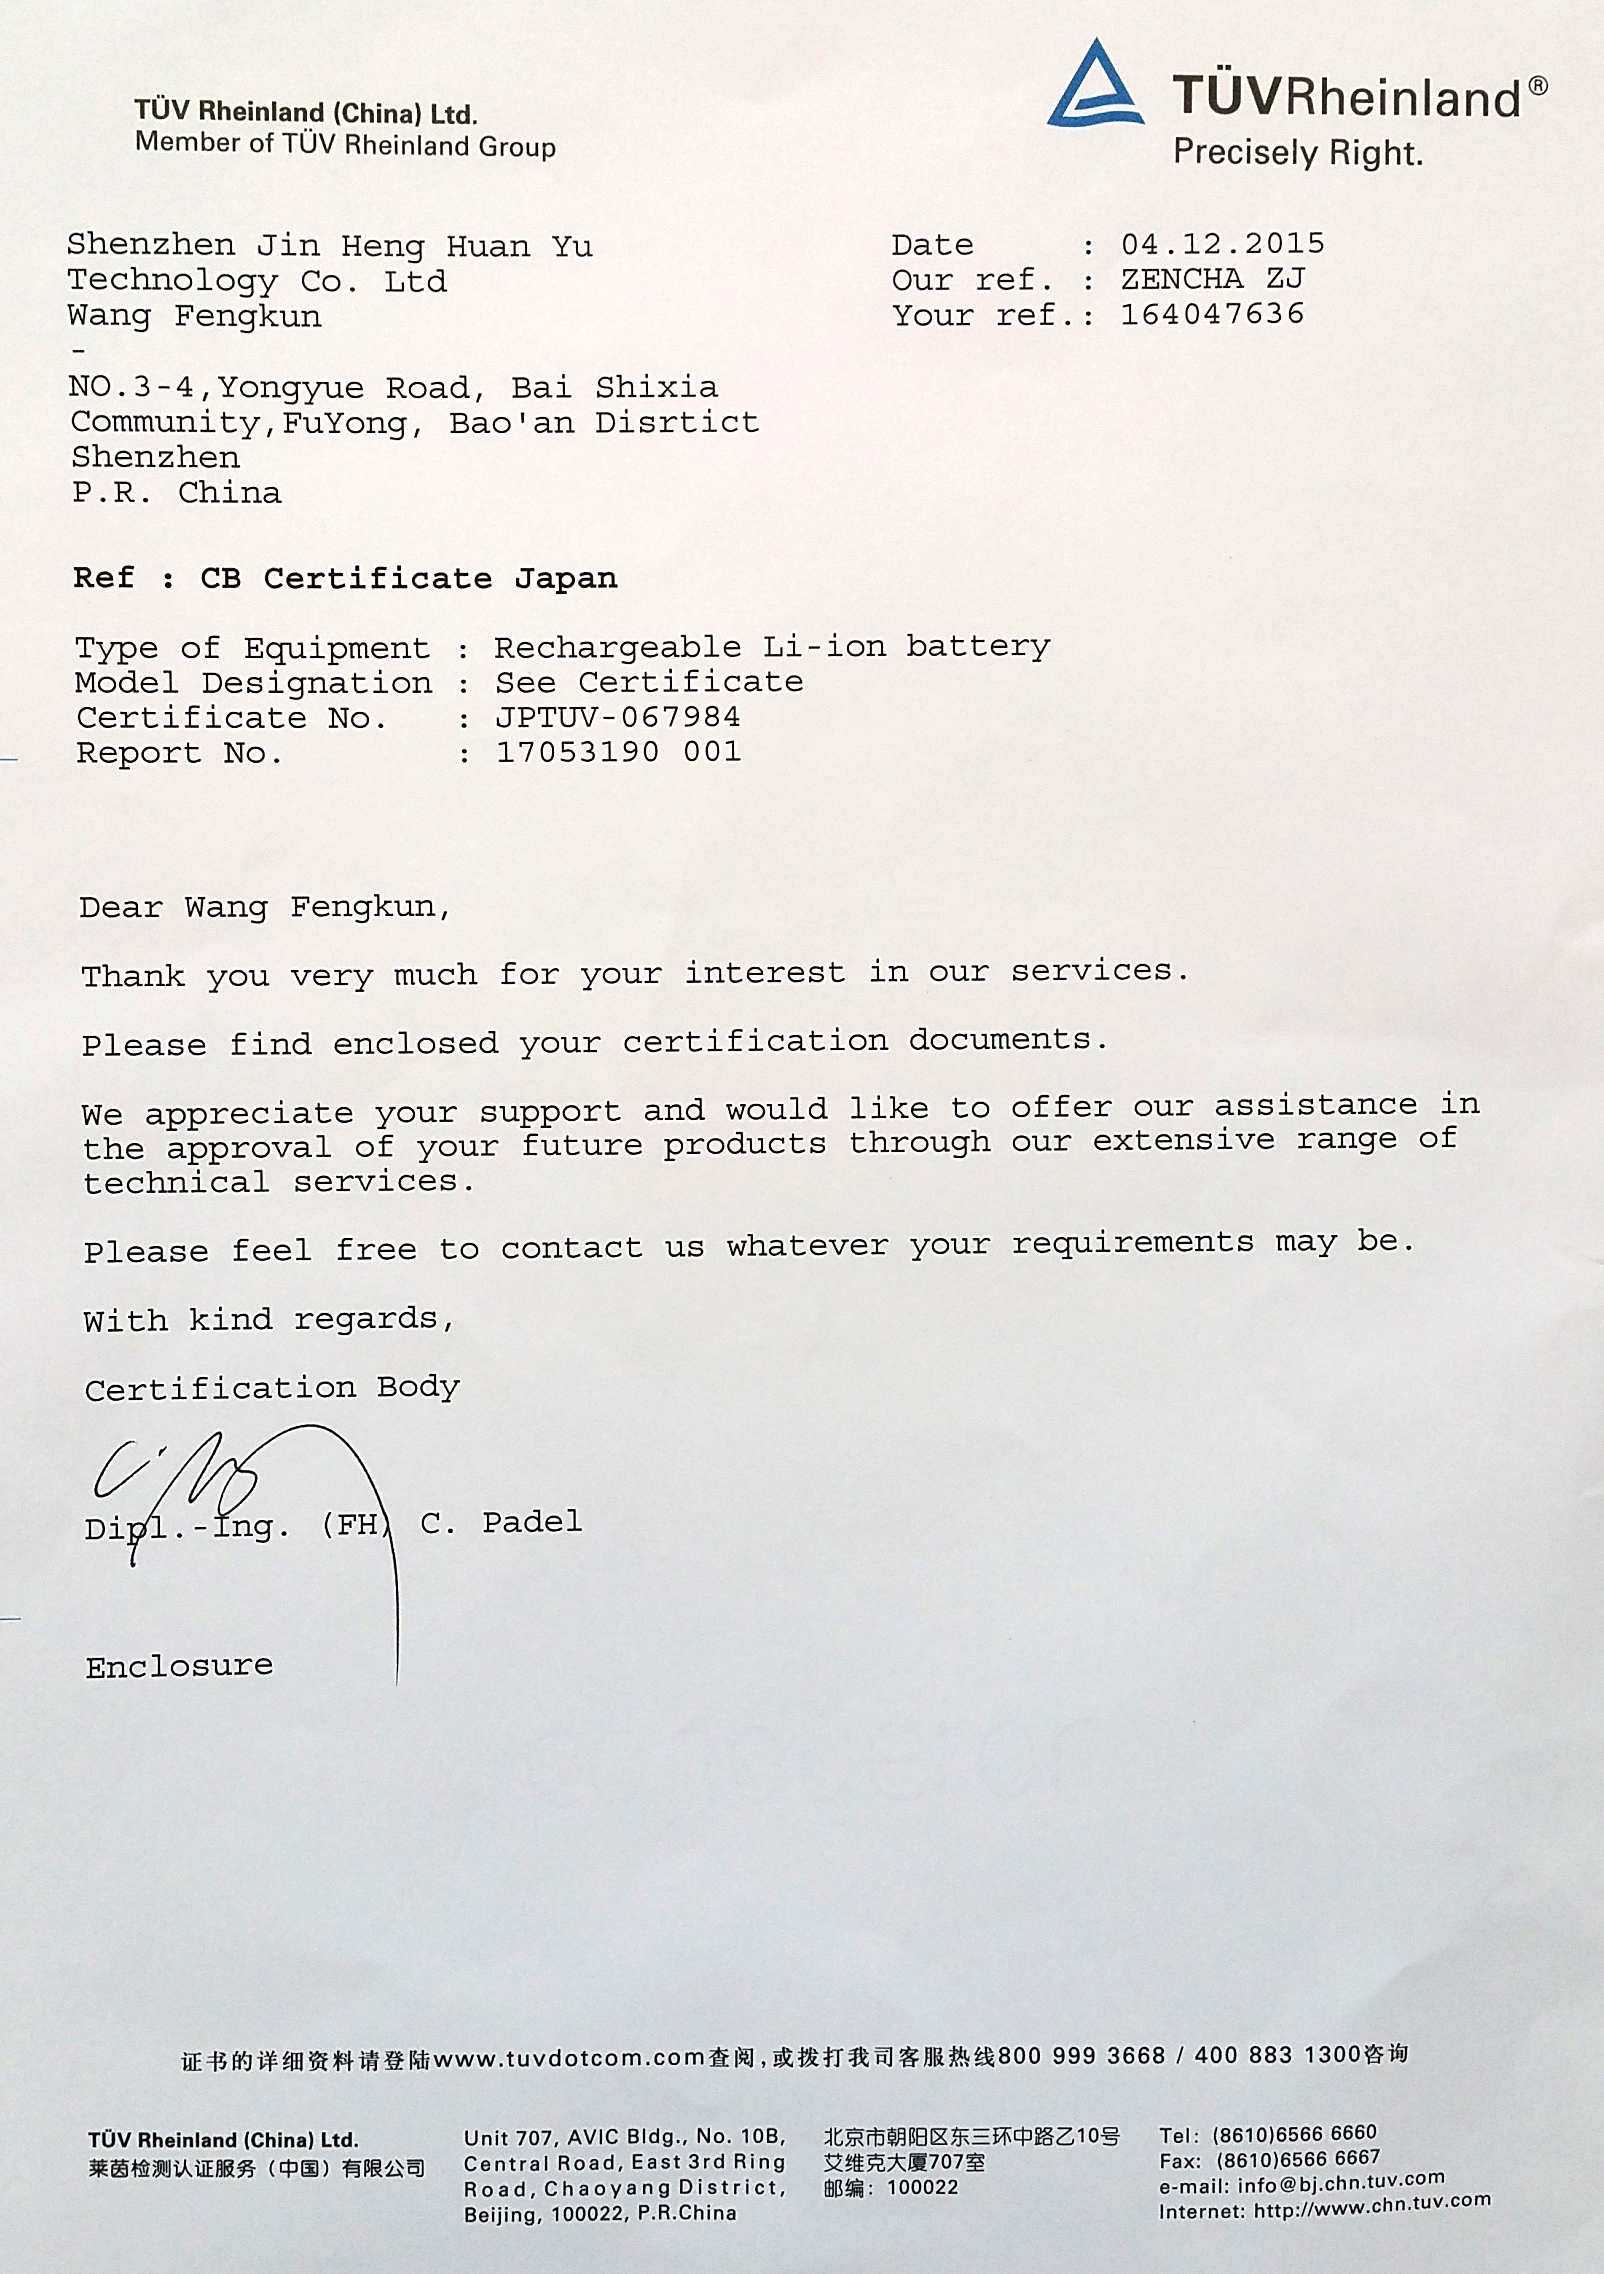 TÜV Rheinland (China) Ltd.
Member of TÜV Rheinland Group
TÜVRheinland®
Precisely Right.
Shenzhen Jin Heng Huan Yu
Technology Co. Ltd
Wang Fengkun
-
NO.3-4,Yongyue Road, Bai Shixia
Community,FuYong, Bao'an Disrtict
Shenzhen
P.R. China
Date : 04.12.2015
Our ref. : ZENCHA ZJ
Your ref.: 164047636
Ref : CB Certificate Japan
Type of Equipment : Rechargeable Li-ion battery
Model Designation : See Certificate
Certificate No. : JPTUV-067984
Report No. : 17053190 001
Dear Wang Fengkun,
Thank you very much for your interest in our services.
Please find enclosed your certification documents.
We appreciate your support and would like to offer our assistance in
the approval of your future products through our extensive range of
technical services.
Please feel free to contact us whatever your requirements may be.
With kind regards,
Certification Body
Dipl.-Ing. (FH) C. Padel
Enclosure
证书的详细资料请登陆www.tuvdotcom.com查阅,或拨打我司客服热线800 999 3668 / 400 883 1300咨询
TÜV Rheinland (China) Ltd.
莱茵检测认证服务（中国）有限公司
Unit 707, AVIC Bldg., No. 10B,
Central Road, East 3rd Ring
Road, Chaoyang District,
Beijing, 100022, P.R.China
北京市朝阳区东三环中路乙10号
艾维克大厦707室
邮编：100022
Tel: (8610)6566 6660
Fax: (8610)6566 6667
e-mail: info@bj.chn.tuv.com
Internet: http://www.chn.tuv.com